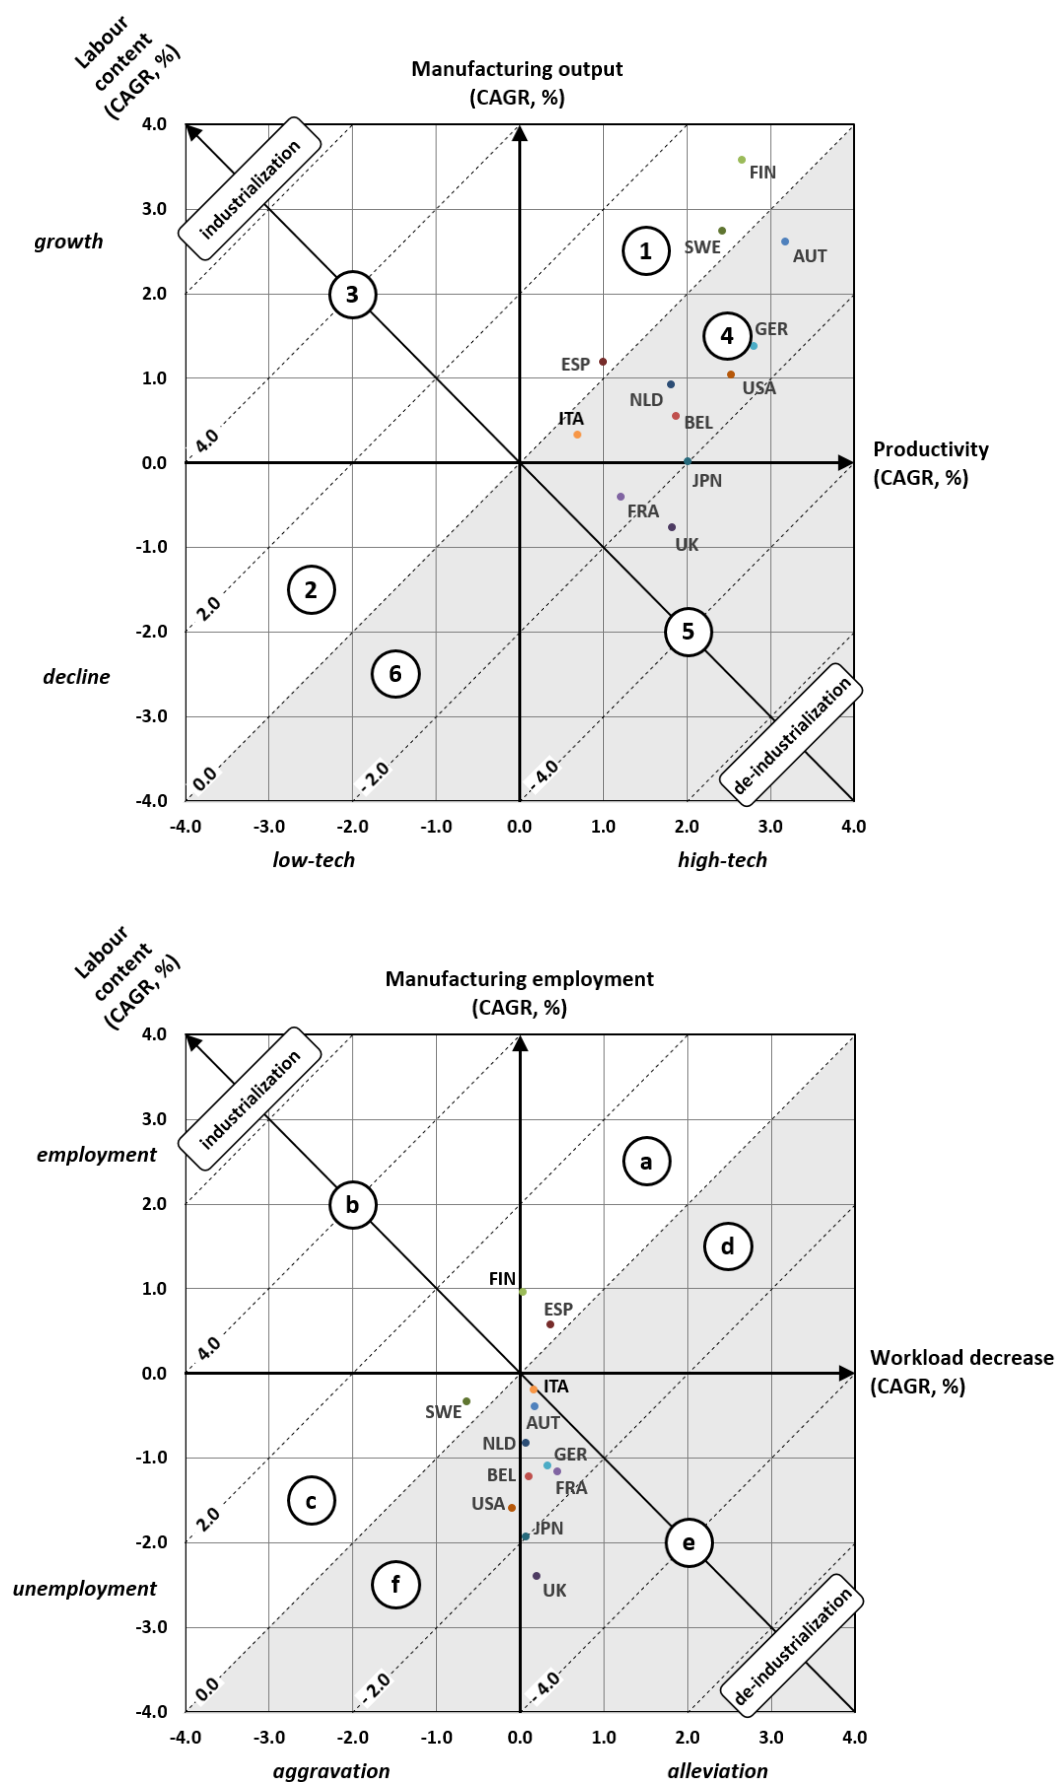 Labour
content
(CAGR, %)
Manufacturing output
(CAGR, %)
4.0
industrialization
FIN
3.0
growth
1
SWE
AUT
3
2.0
4
GER
ESP
1.0
NLD
USA
ITA
BEL
4.0
0.0
Productivity
(CAGR, %)
JPN
FRA
UK
-1.0
2
2.0
-2.0
5
6
decline
-3.0
de-industrialization
0.0
- 2.0
- 4.0
-4.0
-4.0 -3.0 -2.0 -1.0 0.0 1.0 2.0 3.0 4.0
low-tech high-tech
Labour
content
(CAGR, %)
Manufacturing employment
(CAGR, %)
4.0
industrialization
3.0
employment
a
b
2.0
d
FIN
1.0
ESP
4.0
0.0
Workload decrease
(CAGR, %)
ITA
SWE
AUT
NLD
-1.0
GER
BEL
FRA
c
USA
2.0
JPN
-2.0
e
f
UK
unemployment
-3.0
de-industrialization
0.0
- 2.0
- 4.0
-4.0
-4.0 -3.0 -2.0 -1.0 0.0 1.0 2.0 3.0 4.0
aggravation alleviation